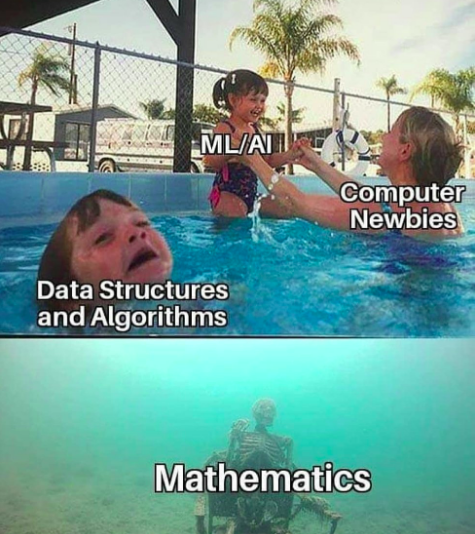 ML/AI
Computer
Newbies
Data Structures
and Algorithms
Mathematics